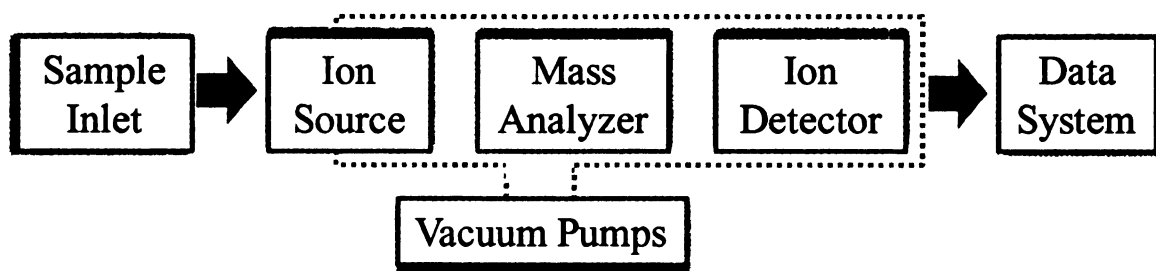 Sample
Inlet
Ion
Source
Mass
Analyzer
Ion
Detector
Data
System
Vacuum Pumps